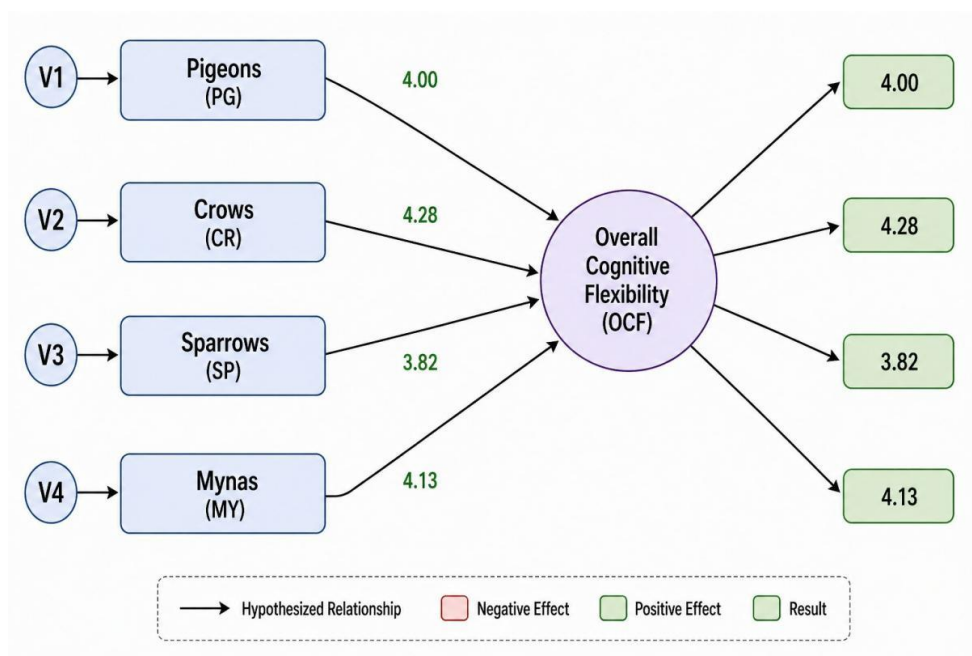 V1
Pigeons
(PG)
4.00
4.00
V2
Crows
(CR)
4.28
4.28
Overall
Cognitive
Flexibility
(OCF)
V3
Sparrows
(SP)
3.82
3.82
V4
Mynas
(MY)
4.13
4.13
Hypothesized Relationship
Negative Effect
Positive Effect
Result